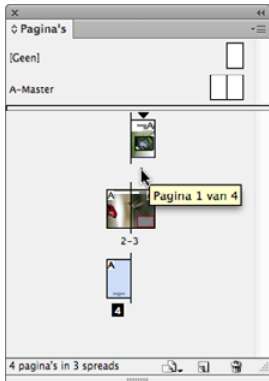 Pagina's
[Geen]
A-Master
A
A
Pagina 1 van 4
2-3
A
4
4 pagina's in 3 spreads